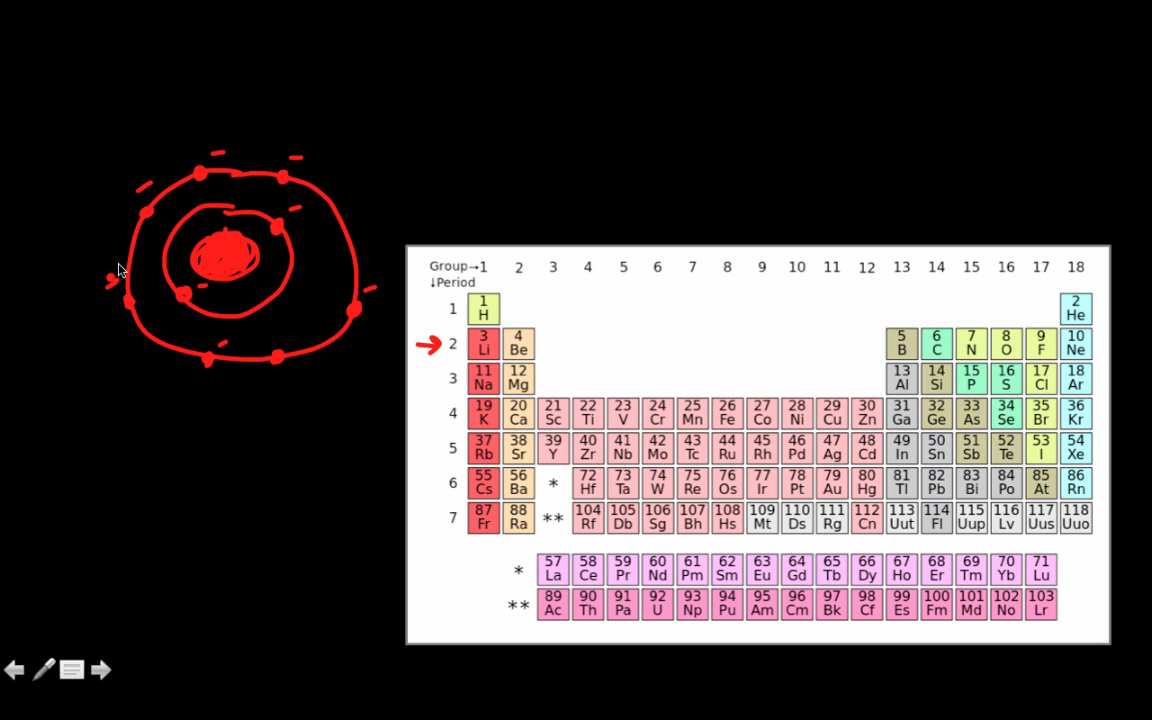 Group→1 2 3 4 5 6 7 8 9 10 11 12 13 14 15 16 17 18
↓Period
1 1 H 2 He
2 3 Li 4 Be 5 B 6 C 7 N 8 O 9 F 10 Ne
3 11 Na 12 Mg 13 Al 14 Si 15 P 16 S 17 Cl 18 Ar
4 19 K 20 Ca 21 Sc 22 Ti 23 V 24 Cr 25 Mn 26 Fe 27 Co 28 Ni 29 Cu 30 Zn 31 Ga 32 Ge 33 As 34 Se 35 Br 36 Kr
5 37 Rb 38 Sr 39 Y 40 Zr 41 Nb 42 Mo 43 Tc 44 Ru 45 Rh 46 Pd 47 Ag 48 Cd 49 In 50 Sn 51 Sb 52 Te 53 I 54 Xe
6 55 Cs 56 Ba * 72 Hf 73 Ta 74 W 75 Re 76 Os 77 Ir 78 Pt 79 Au 80 Hg 81 Tl 82 Pb 83 Bi 84 Po 85 At 86 Rn
7 87 Fr 88 Ra ** 104 Rf 105 Db 106 Sg 107 Bh 108 Hs 109 Mt 110 Ds 111 Rg 112 Cn 113 Uut 114 Fl 115 Uup 116 Lv 117 Uus 118 Uuo
* 57 La 58 Ce 59 Pr 60 Nd 61 Pm 62 Sm 63 Eu 64 Gd 65 Tb 66 Dy 67 Ho 68 Er 69 Tm 70 Yb 71 Lu
** 89 Ac 90 Th 91 Pa 92 U 93 Np 94 Pu 95 Am 96 Cm 97 Bk 98 Cf 99 Es 100 Fm 101 Md 102 No 103 Lr